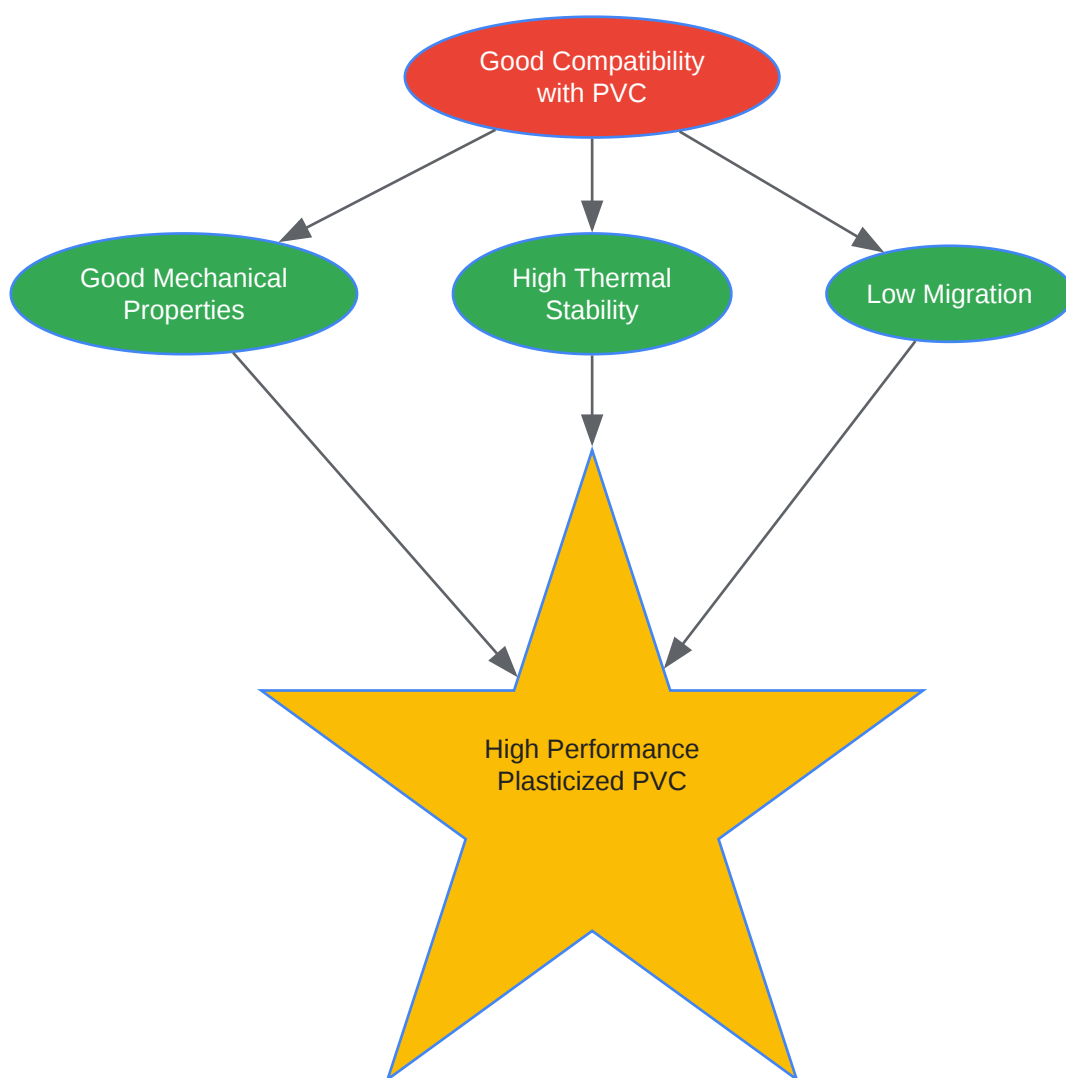 Good Compatibility
with PVC
Good Mechanical
Properties
High Thermal
Stability
Low Migration
High Performance
Plasticized PVC